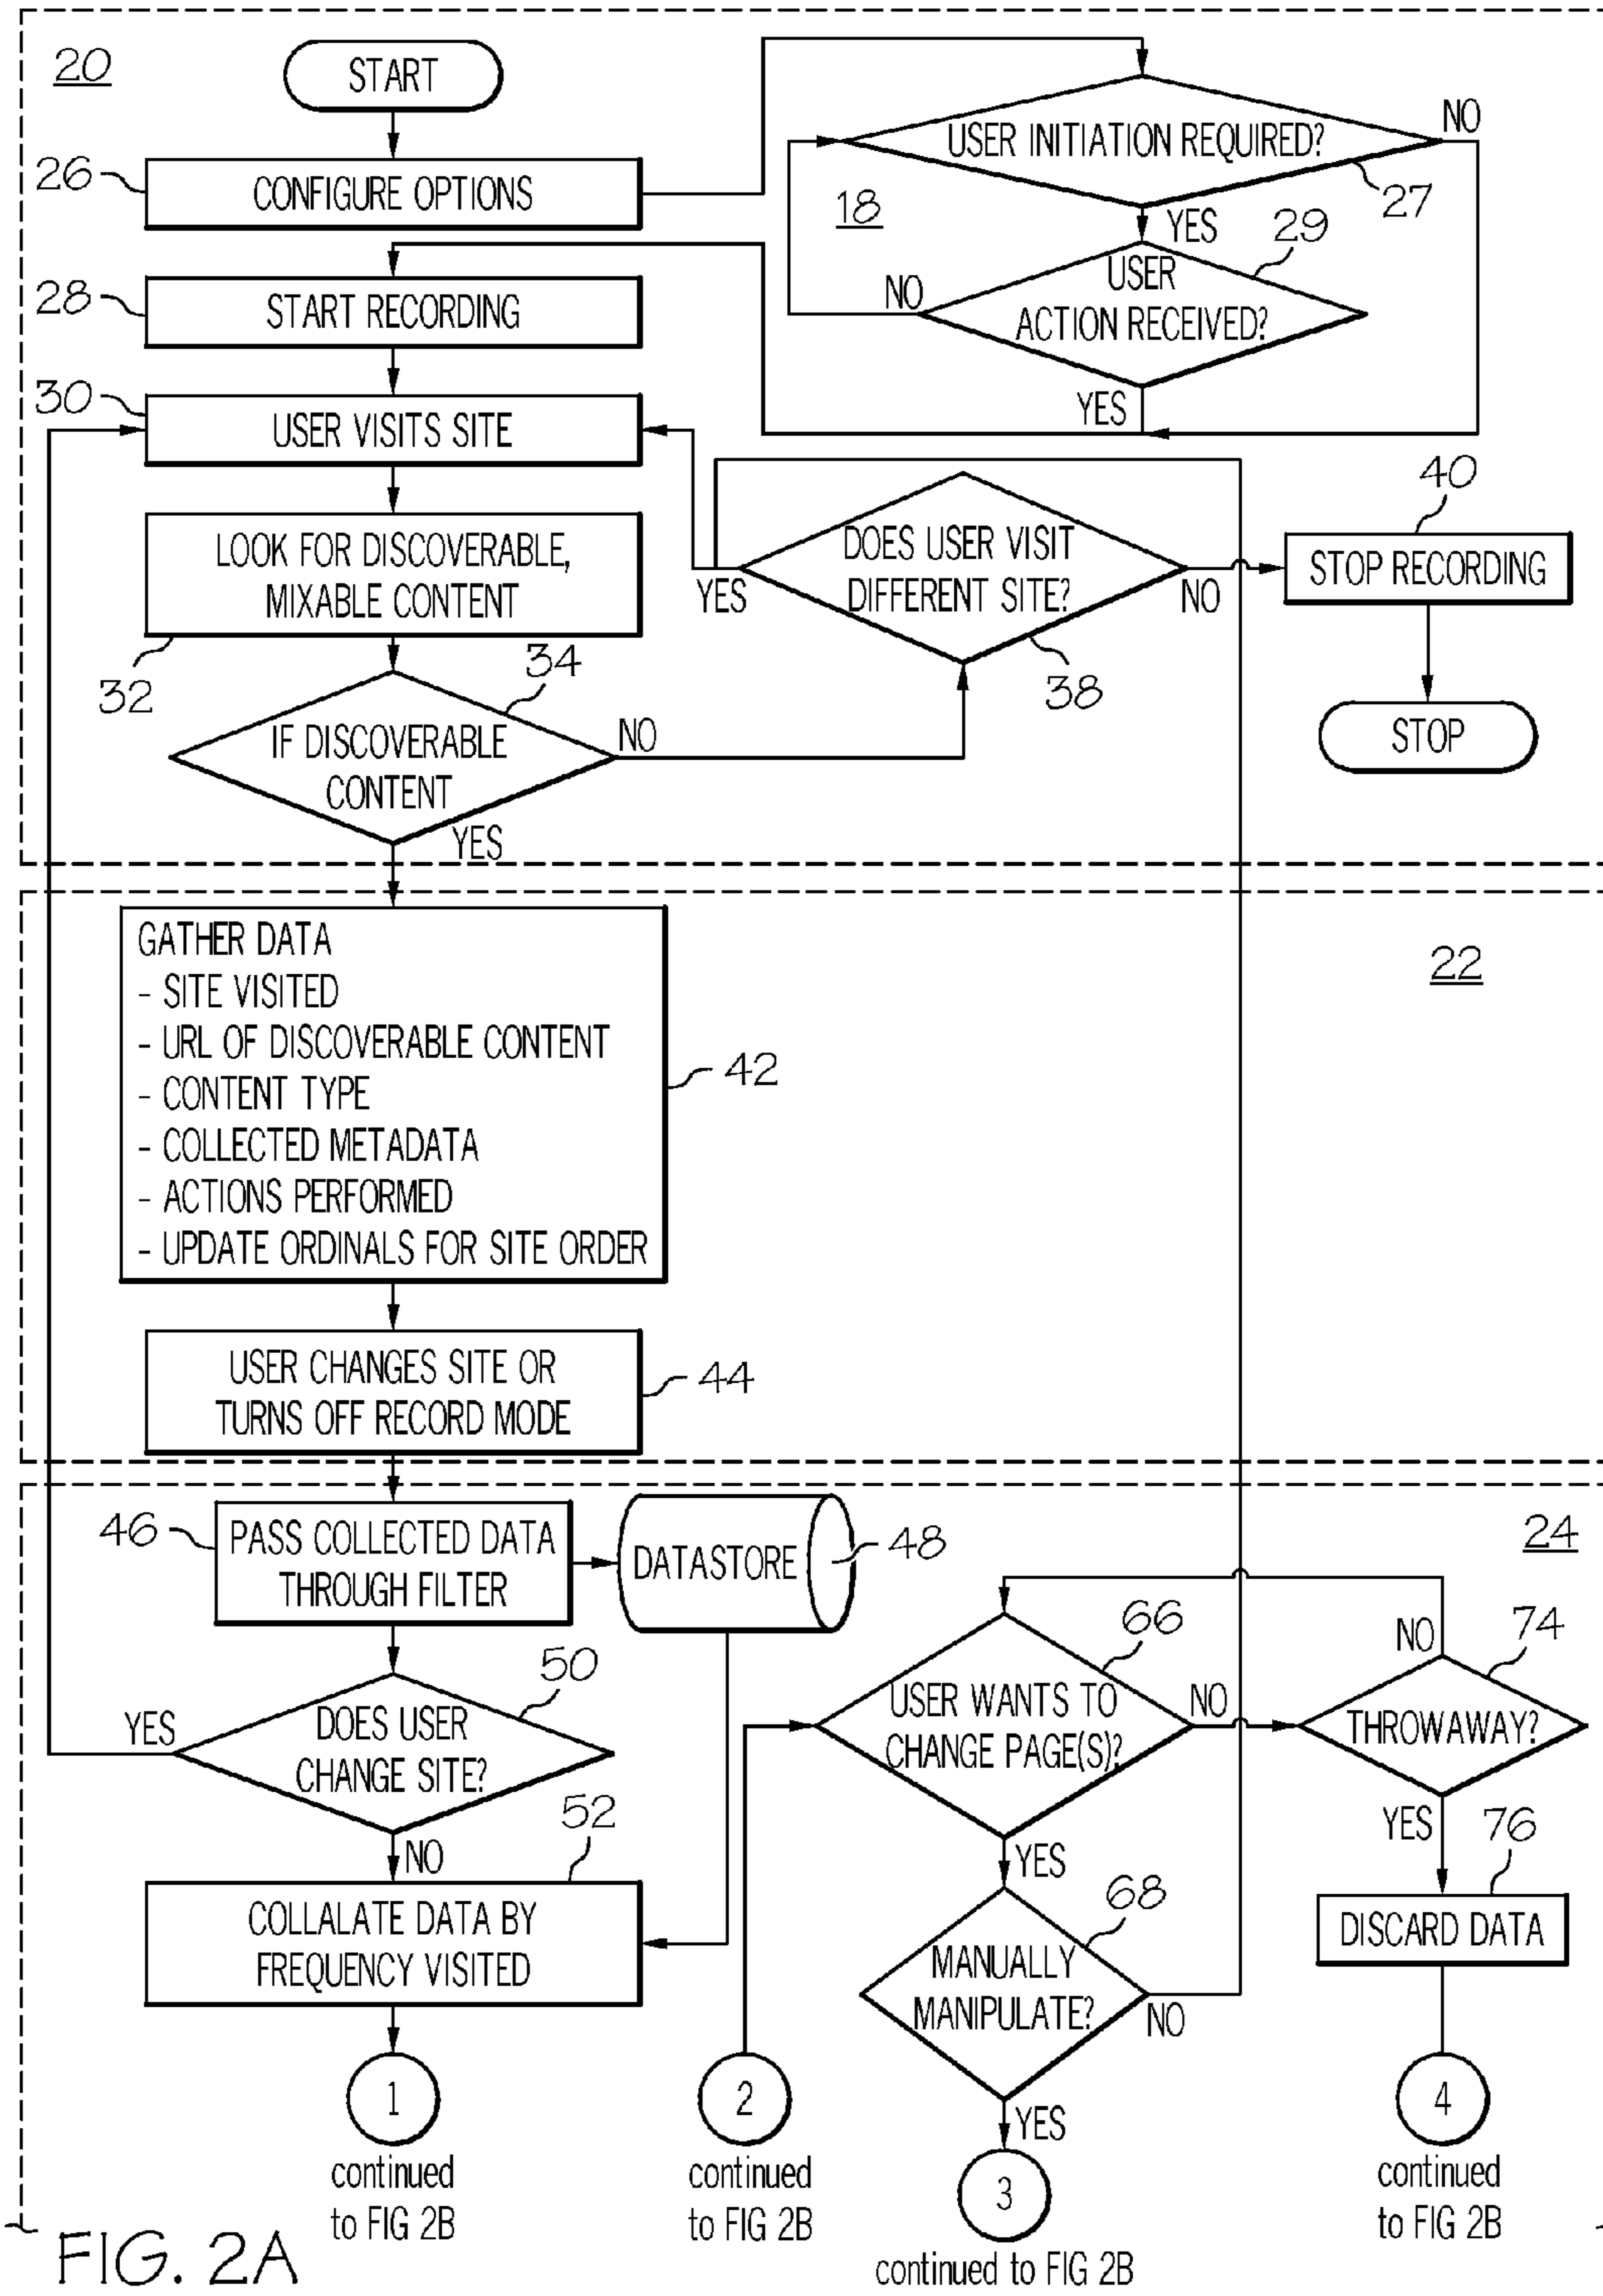 20
START
26
CONFIGURE OPTIONS
USER INITIATION REQUIRED?
NO
27
18
YES
29
USER
ACTION RECEIVED?
NO
YES
28
START RECORDING
30
USER VISITS SITE
LOOK FOR DISCOVERABLE,
MIXABLE CONTENT
32
DOES USER VISIT
DIFFERENT SITE?
YES
NO
38
40
STOP RECORDING
STOP
34
IF DISCOVERABLE
CONTENT
NO
YES
22
GATHER DATA
- SITE VISITED
- URL OF DISCOVERABLE CONTENT
- CONTENT TYPE
- COLLECTED METADATA
- ACTIONS PERFORMED
- UPDATE ORDINALS FOR SITE ORDER
42
USER CHANGES SITE OR
TURNS OFF RECORD MODE
44
24
46
PASS COLLECTED DATA
THROUGH FILTER
DATASTORE
48
50
DOES USER
CHANGE SITE?
YES
NO
52
COLLALATE DATA BY
FREQUENCY VISITED
66
USER WANTS TO
CHANGE PAGE(S)?
NO
YES
74
THROWAWAY?
NO
YES
76
DISCARD DATA
68
MANUALLY
MANIPULATE?
NO
YES
1
continued
to FIG 2B
2
continued
to FIG 2B
3
continued to FIG 2B
4
continued
to FIG 2B
FIG. 2A